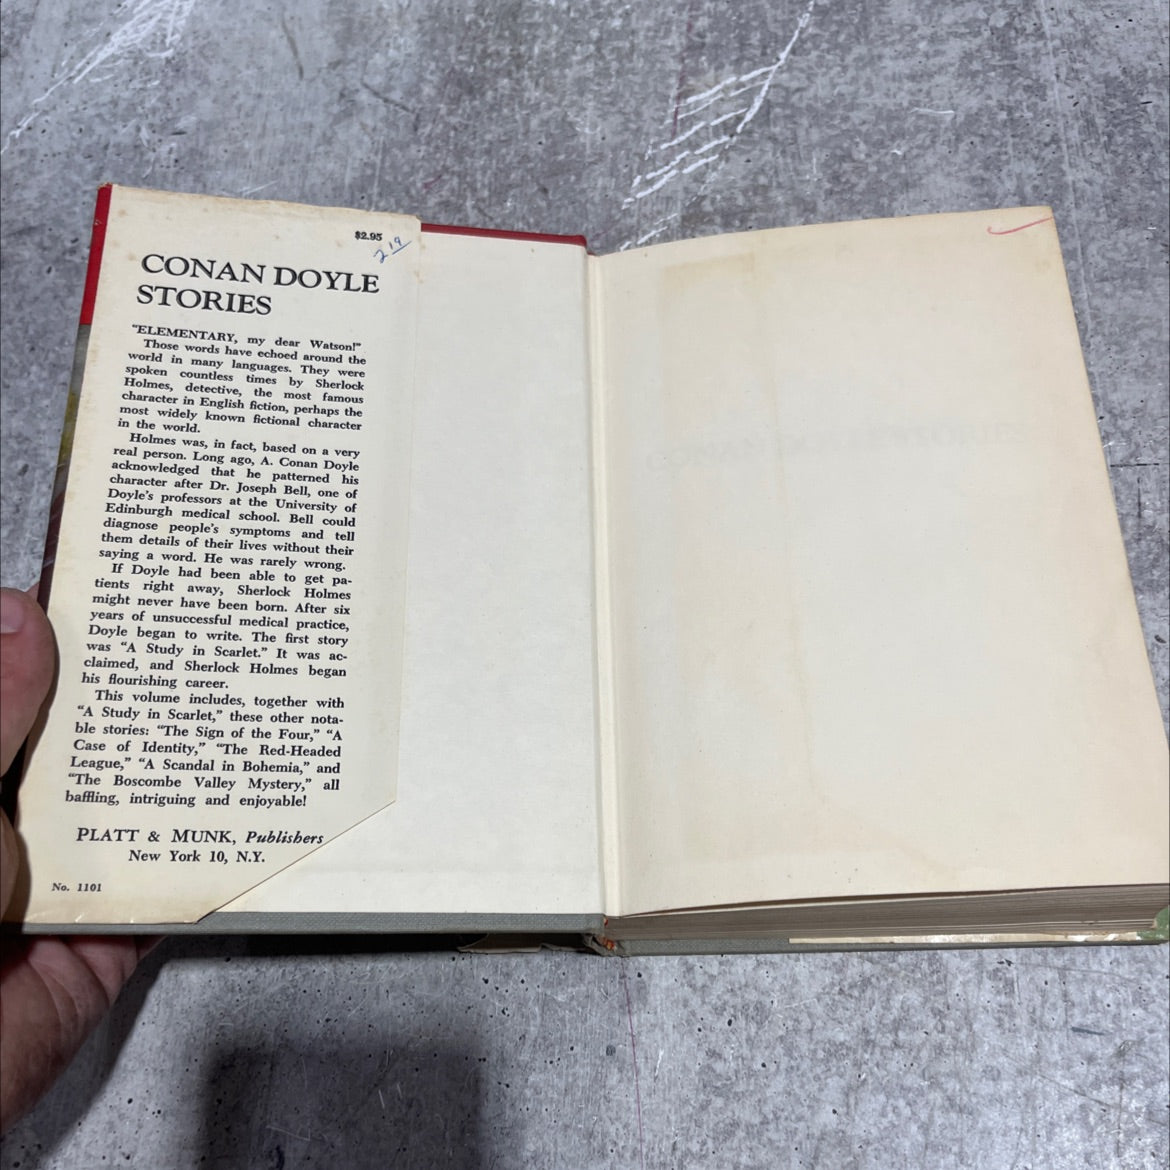 $2.95
2 19
CONAN DOYLE
STORIES
"ELEMENTARY, my dear Watson!"
Those words have echoed around the
world in many languages. They were
spoken countless times by Sherlock
Holmes, detective, the most famous
character in English fiction, perhaps the
most widely known fictional character
in the world.
Holmes was, in fact, based on a very
real person. Long ago, A. Conan Doyle
acknowledged that he patterned his
character after Dr. Joseph Bell, one of
Doyle's professors at the University of
Edinburgh medical school. Bell could
diagnose people's symptoms and tell
them details of their lives without their
saying a word. He was rarely wrong.
If Doyle had been able to get pa-
tients right away, Sherlock Holmes
might never have been born. After six
years of unsuccessful medical practice,
Doyle began to write. The first story
was "A Study in Scarlet." It was ac-
claimed, and Sherlock Holmes began
his flourishing career.
This volume includes, together with
"A Study in Scarlet," these other nota-
ble stories: "The Sign of the Four," "A
Case of Identity," "The Red-Headed
League," "A Scandal in Bohemia," and
"The Boscombe Valley Mystery," all
baffling, intriguing and enjoyable!
PLATT & MUNK, Publishers
New York 10, N.Y.
No. 1101